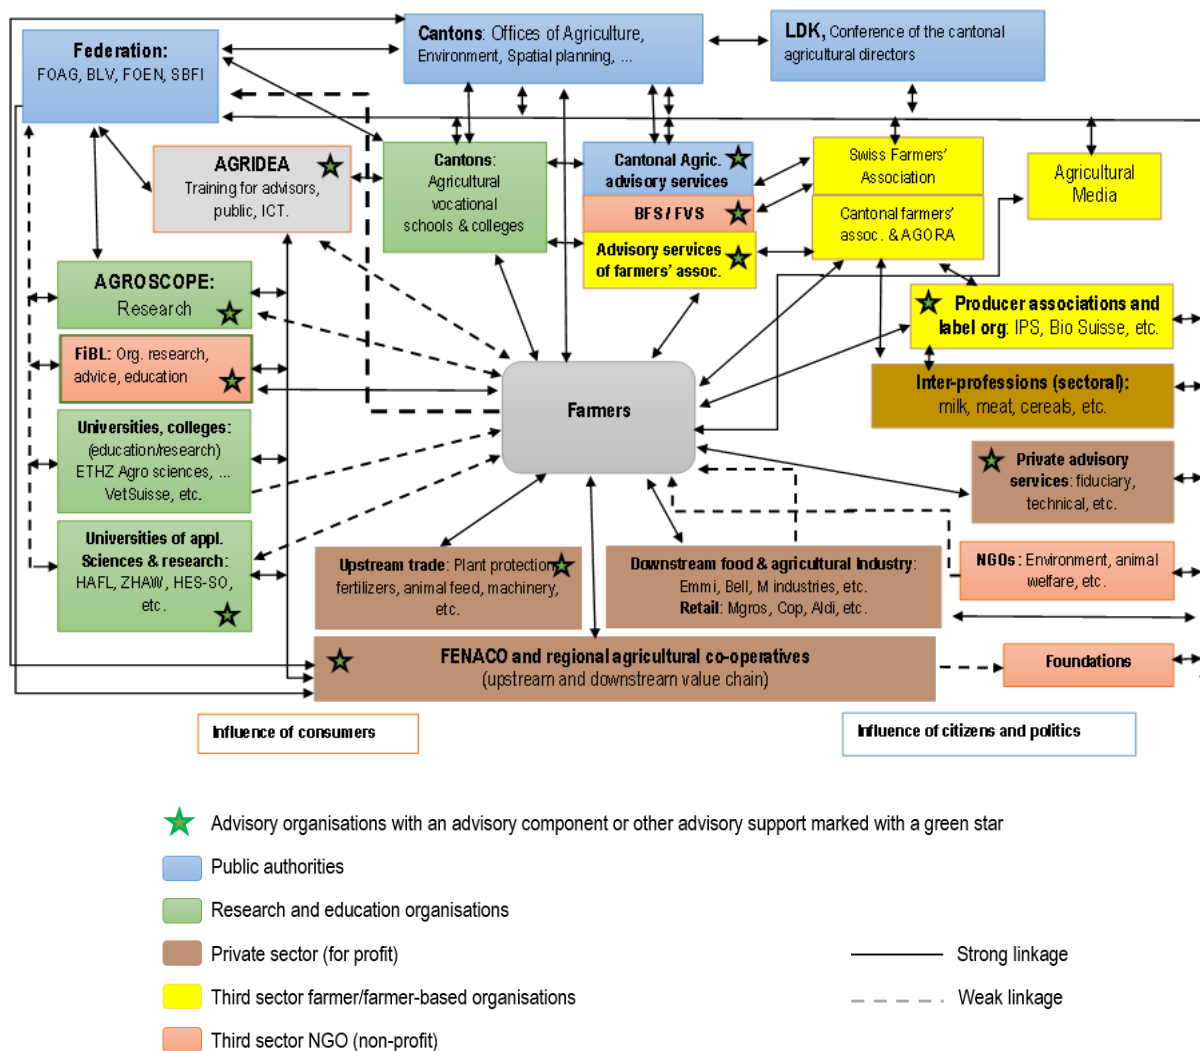 Federation:
FOAG, BLV, FOEN, SBFI
Cantons: Offices of Agriculture,
Environment, Spatial planning, ...
LDK, Conference of the cantonal
agricultural directors
AGRIDEA
Training for advisors,
public, ICT.
Cantons:
Agricultural
vocational
schools & colleges
Cantonal Agric.
advisory services
BFS / FVS
Advisory services
of farmers' assoc.
Swiss Farmers'
Association
Cantonal farmers'
assoc. & AGORA
Agricultural
Media
AGROSCOPE:
Research
FiBL: Org. research,
advice, education
Universities, colleges:
(education/research)
ETHZ Agro sciences, ...
VetSuisse, etc.
Universities of appl.
Sciences & research:
HAFL, ZHAW, HES-SO,
etc.
Farmers
Producer associations and
label org: IPS, Bio Suisse, etc.
Inter-professions (sectoral):
milk, meat, cereals, etc.
Private advisory
services: fiduciary,
technical, etc.
Upstream trade: Plant protection,
fertilizers, animal feed, machinery,
etc.
Downstream food & agricultural Industry:
Emmi, Bell, M industries, etc.
Retail: Mgros, Cop, Aldi, etc.
NGOs: Environment, animal
welfare, etc.
FENACO and regional agricultural co-operatives
(upstream and downstream value chain)
Foundations
Influence of consumers
Influence of citizens and politics
Advisory organisations with an advisory component or other advisory support marked with a green star
Public authorities
Research and education organisations
Private sector (for profit)
Strong linkage
Third sector farmer/farmer-based organisations
Weak linkage
Third sector NGO (non-profit)